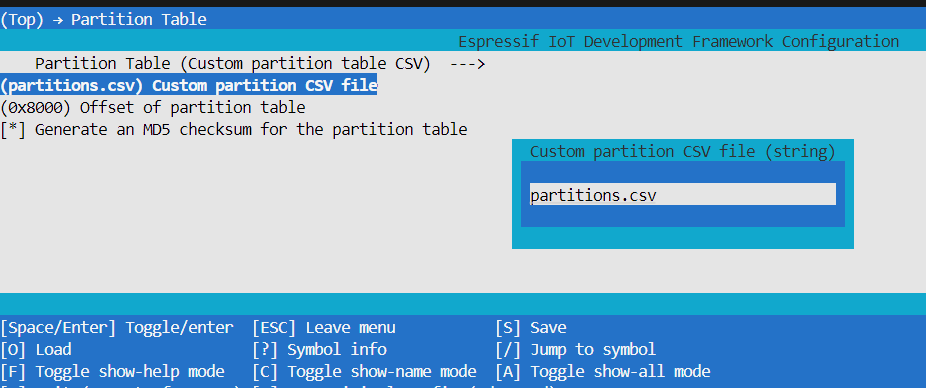 (Top) → Partition Table
Espressif IoT Development Framework Configuration
Partition Table (Custom partition table CSV)  --->
(partitions.csv) Custom partition CSV file
(0x8000) Offset of partition table
[*] Generate an MD5 checksum for the partition table
Custom partition CSV file (string)
partitions.csv
[Space/Enter] Toggle/enter  [ESC] Leave menu  [S] Save
[O] Load  [?] Symbol info  [/] Jump to symbol
[F] Toggle show-help mode  [C] Toggle show-name mode  [A] Toggle show-all mode